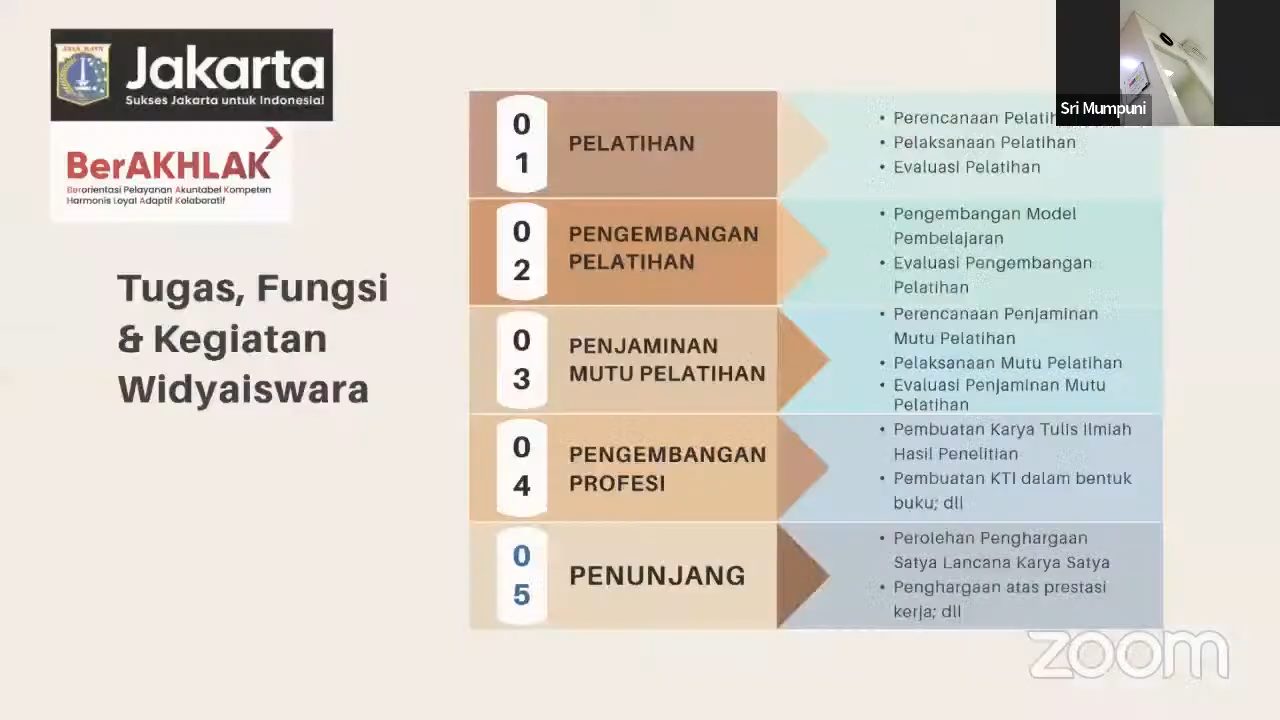 JAYA RAYA
Jakarta
Sukses Jakarta untuk Indonesia!
BerAKHLAK
Berorientasi Pelayanan Akuntabel Kompeten
Harmonis Loyal Adaptif Kolaboratif
Tugas, Fungsi
& Kegiatan
Widyaiswara
01
PELATIHAN
• Perencanaan
• Pelaksanaan Pelatihan
• Evaluasi Pelatihan
02
PENGEMBANGAN
PELATIHAN
• Pengembangan Model
Pembelajaran
• Evaluasi Pengembangan
Pelatihan
03
PENJAMINAN
MUTU PELATIHAN
• Perencanaan Penjaminan
Mutu Pelatihan
• Pelaksanaan Mutu Pelatihan
• Evaluasi Penjaminan Mutu
Pelatihan
04
PENGEMBANGAN
PROFESI
• Pembuatan Karya Tulis Ilmiah
Hasil Penelitian
• Pembuatan KTI dalam bentuk
buku; dll
05
PENUNJANG
• Perolehan Penghargaan
Satya Lancana Karya Satya
• Penghargaan atas prestasi
kerja; dll
Sri Mumpuni
zoom